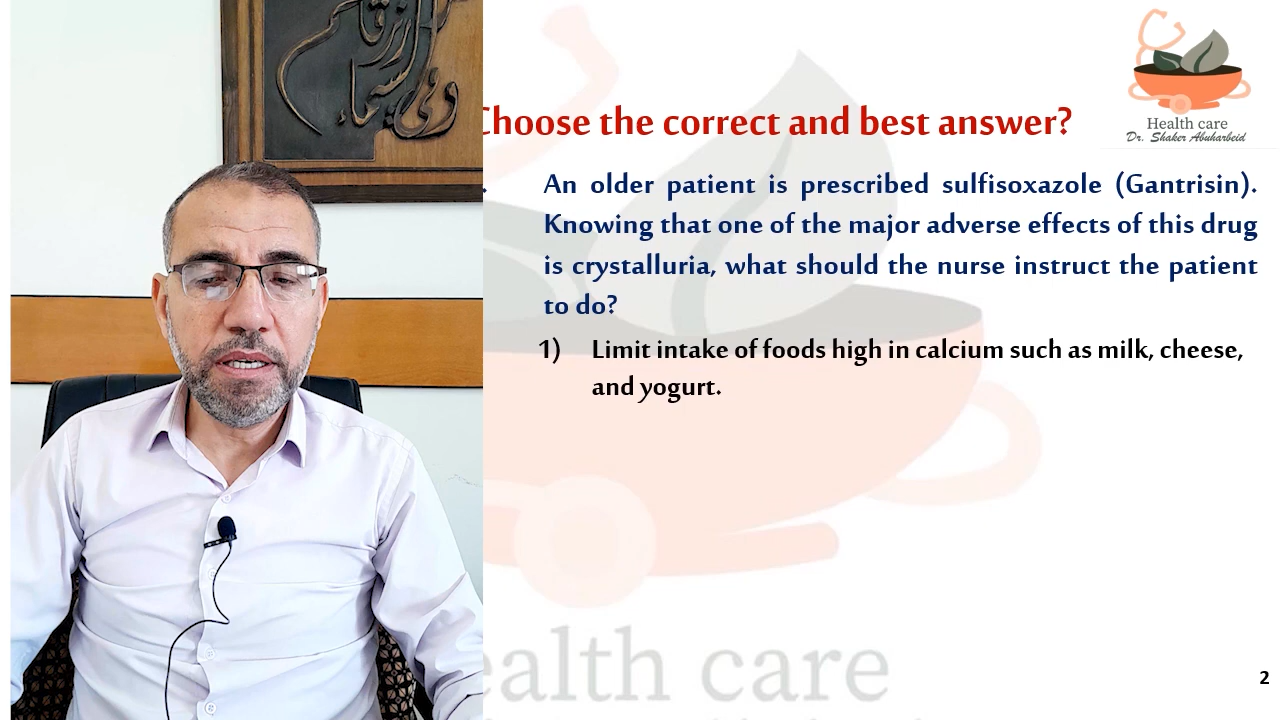 Choose the correct and best answer?
Health care
Dr. Shaker Abuharbeid
An older patient is prescribed sulfisoxazole (Gantrisin).
Knowing that one of the major adverse effects of this drug
is crystalluria, what should the nurse instruct the patient
to do?
1) Limit intake of foods high in calcium such as milk, cheese,
and yogurt.
ealth care
2